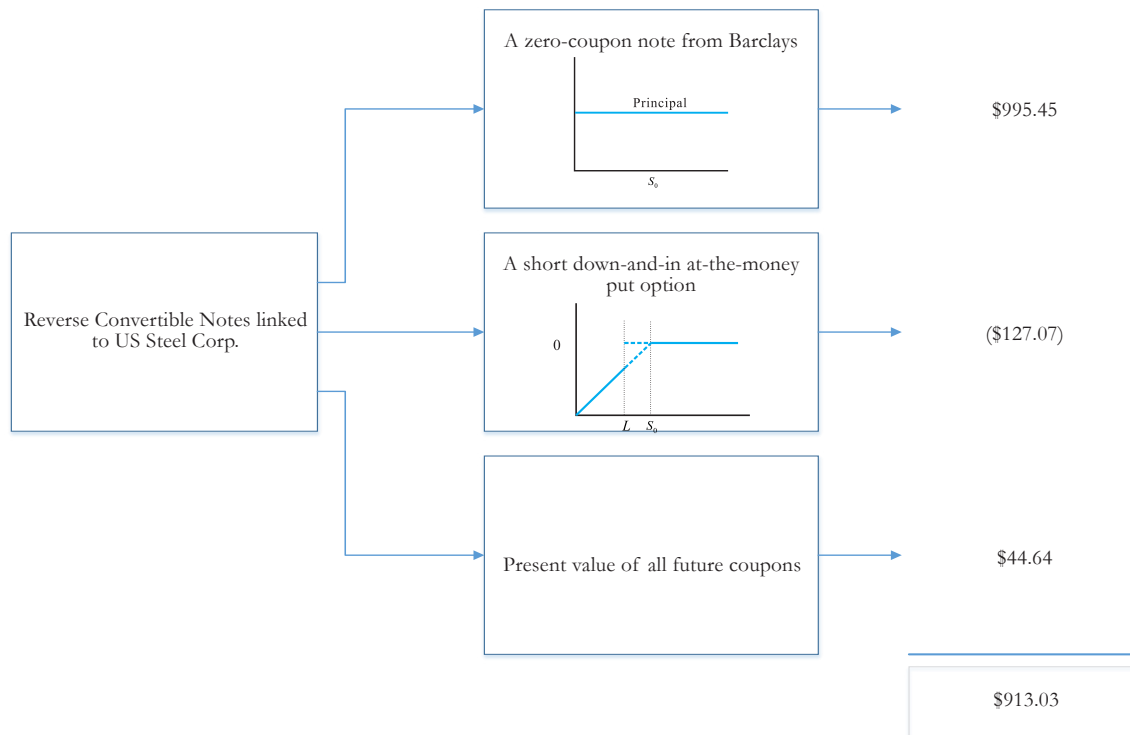 A zero-coupon note from Barclays
Principal
S₀
$995.45
Reverse Convertible Notes linked
to US Steel Corp.
A short down-and-in at-the-money
put option
0
L S₀
($127.07)
Present value of all future coupons
$44.64
$913.03